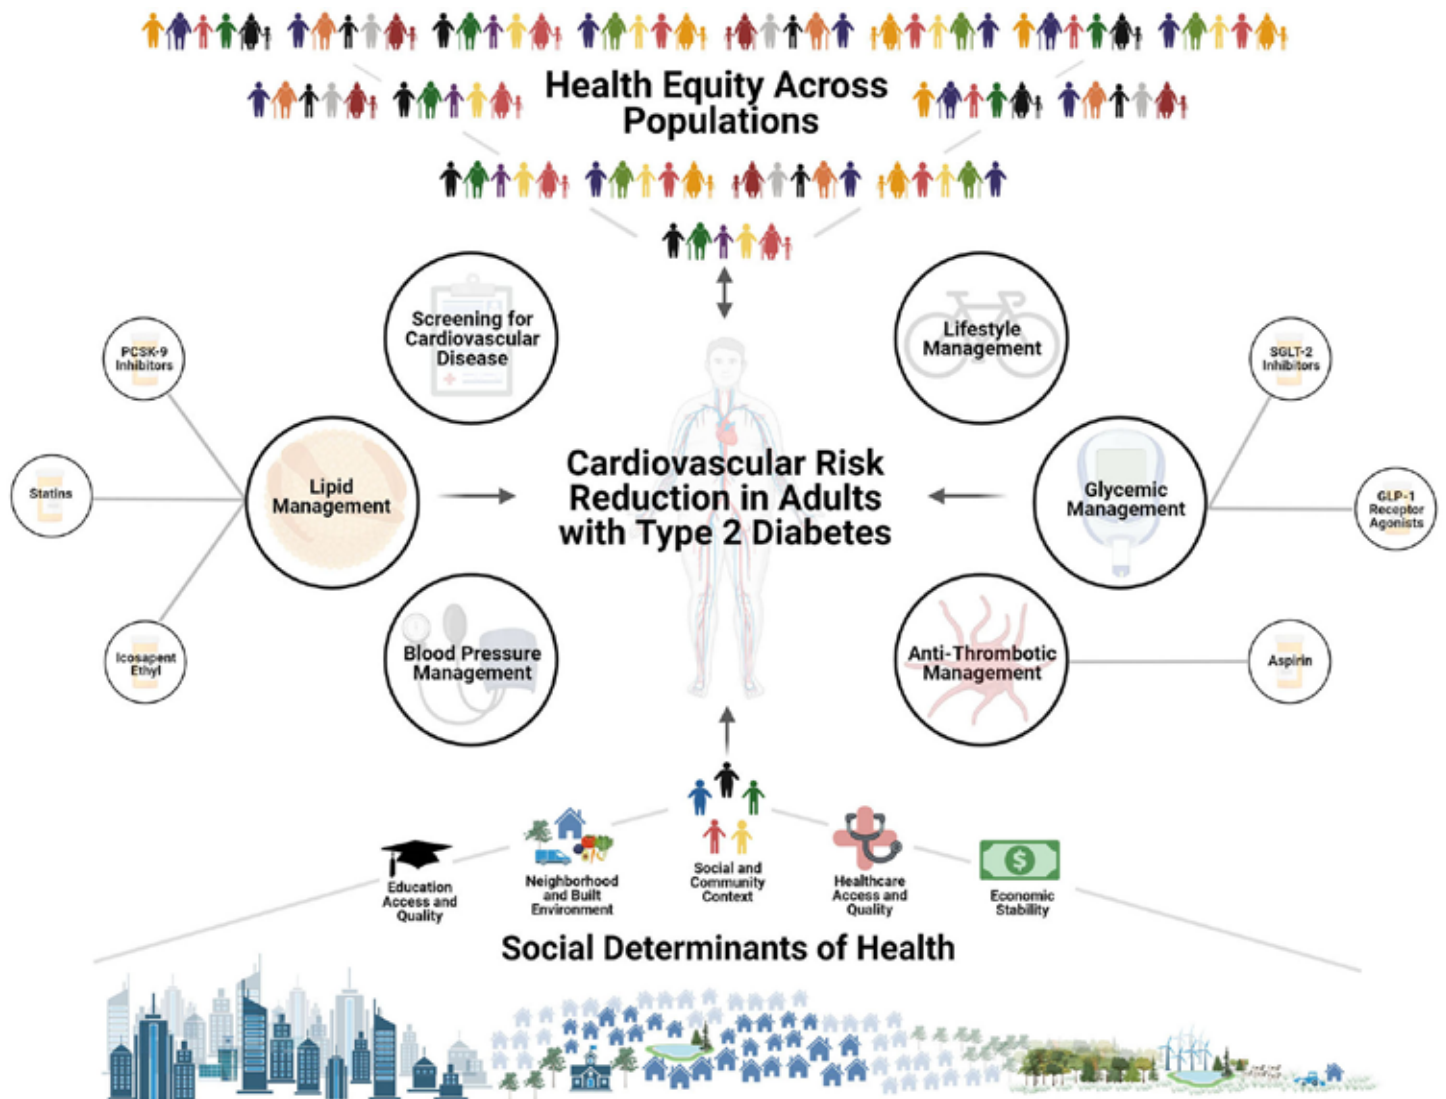 Health Equity Across
Populations
Screening for
Cardiovascular
Disease
Lifestyle
Management
PCSK-9
Inhibitors
SGLT-2
Inhibitors
Statins
Lipid
Management
Cardiovascular Risk
Reduction in Adults
with Type 2 Diabetes
Glycemic
Management
GLP-1
Receptor
Agonists
Icosapent
Ethyl
Blood Pressure
Management
Anti-Thrombotic
Management
Aspirin
Education
Access and
Quality
Neighborhood
and Built
Environment
Social and
Community
Context
Healthcare
Access and
Quality
$
Economic
Stability
Social Determinants of Health